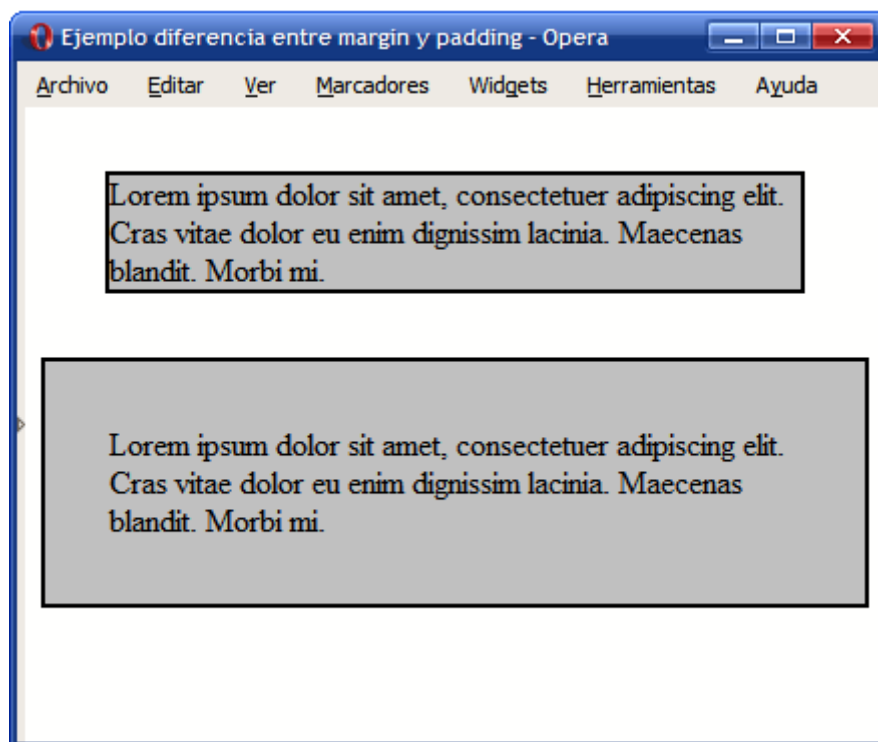 Ejemplo diferencia entre margin y padding - Opera
Archivo Editar Ver Marcadores Widgets Herramientas Ayuda
Lorem ipsum dolor sit amet, consectetuer adipiscing elit.
Cras vitae dolor eu enim dignissim lacinia. Maecenas
blandit. Morbi mi.
Lorem ipsum dolor sit amet, consectetuer adipiscing elit.
Cras vitae dolor eu enim dignissim lacinia. Maecenas
blandit. Morbi mi.